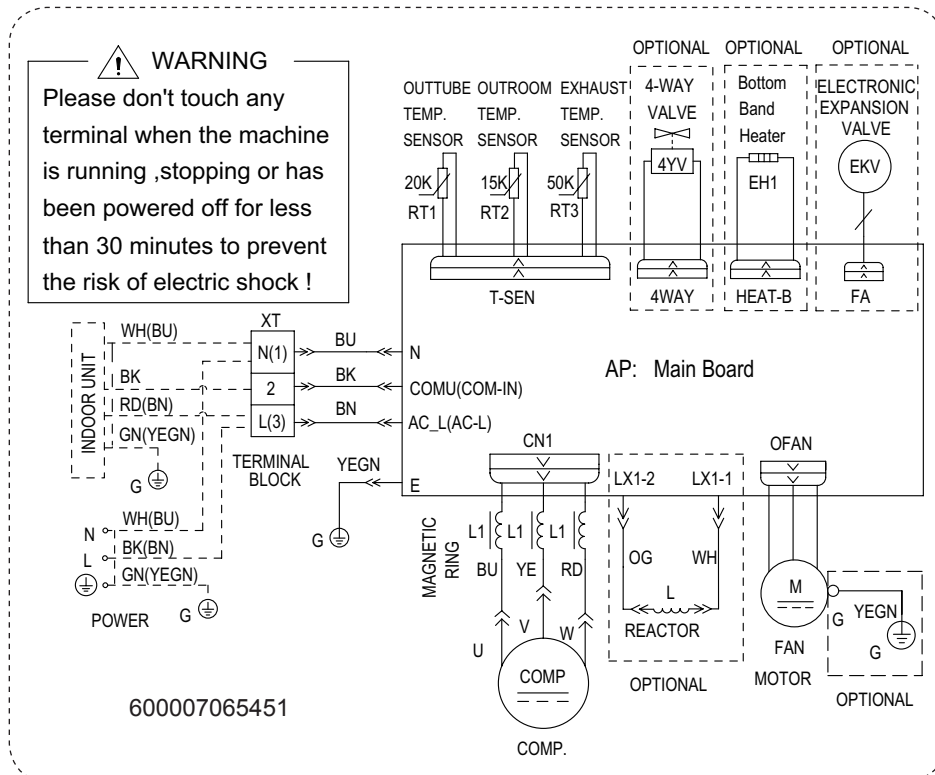 WARNING
Please don't touch any
terminal when the machine
is running ,stopping or has
been powered off for less
than 30 minutes to prevent
the risk of electric shock !
OUTTUBE
TEMP.
SENSOR
OUTROOM
TEMP.
SENSOR
EXHAUST
TEMP.
SENSOR
20K
RT1
15K
RT2
50K
RT3
T-SEN
OPTIONAL
4-WAY
VALVE
4YV
4WAY
OPTIONAL
Bottom
Band
Heater
EH1
HEAT-B
OPTIONAL
ELECTRONIC
EXPANSION
VALVE
EKV
FA
INDOOR UNIT
WH(BU)
BK
RD(BN)
GN(YEGN)
G
XT
N(1)
2
L(3)
TERMINAL
BLOCK
BU
BK
BN
YEGN
G
N
COMU(COM-IN)
AC_L(AC-L)
E
AP: Main Board
N
L
WH(BU)
BK(BN)
GN(YEGN)
G
POWER
CN1
MAGNETIC
RING
L1
L1
L1
BU
YE
RD
U
V
W
COMP
COMP.
LX1-2
LX1-1
OG
WH
L
REACTOR
OPTIONAL
OFAN
M
FAN
MOTOR
G
YEGN
G
OPTIONAL
600007065451